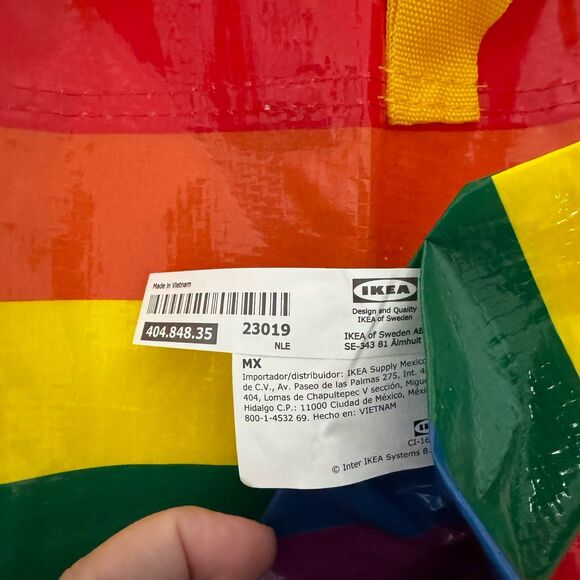 Made in Vietnam
404.848.35
23019
NLE
IKEA
Design and Quality
IKEA of Sweden
IKEA of Sweden AB
SE-343 81 Älmhult
MX
Importador/distribuidor: IKEA Supply Mexico
de C.V., Av. Paseo de las Palmas 275, Int. 4
404, Lomas de Chapultepec V sección,
Hidalgo C.P.: 11000 Ciudad de México,
800-1-4532 69. Hecho en: VIETNAM
CI-16
© Inter IKEA Systems B.